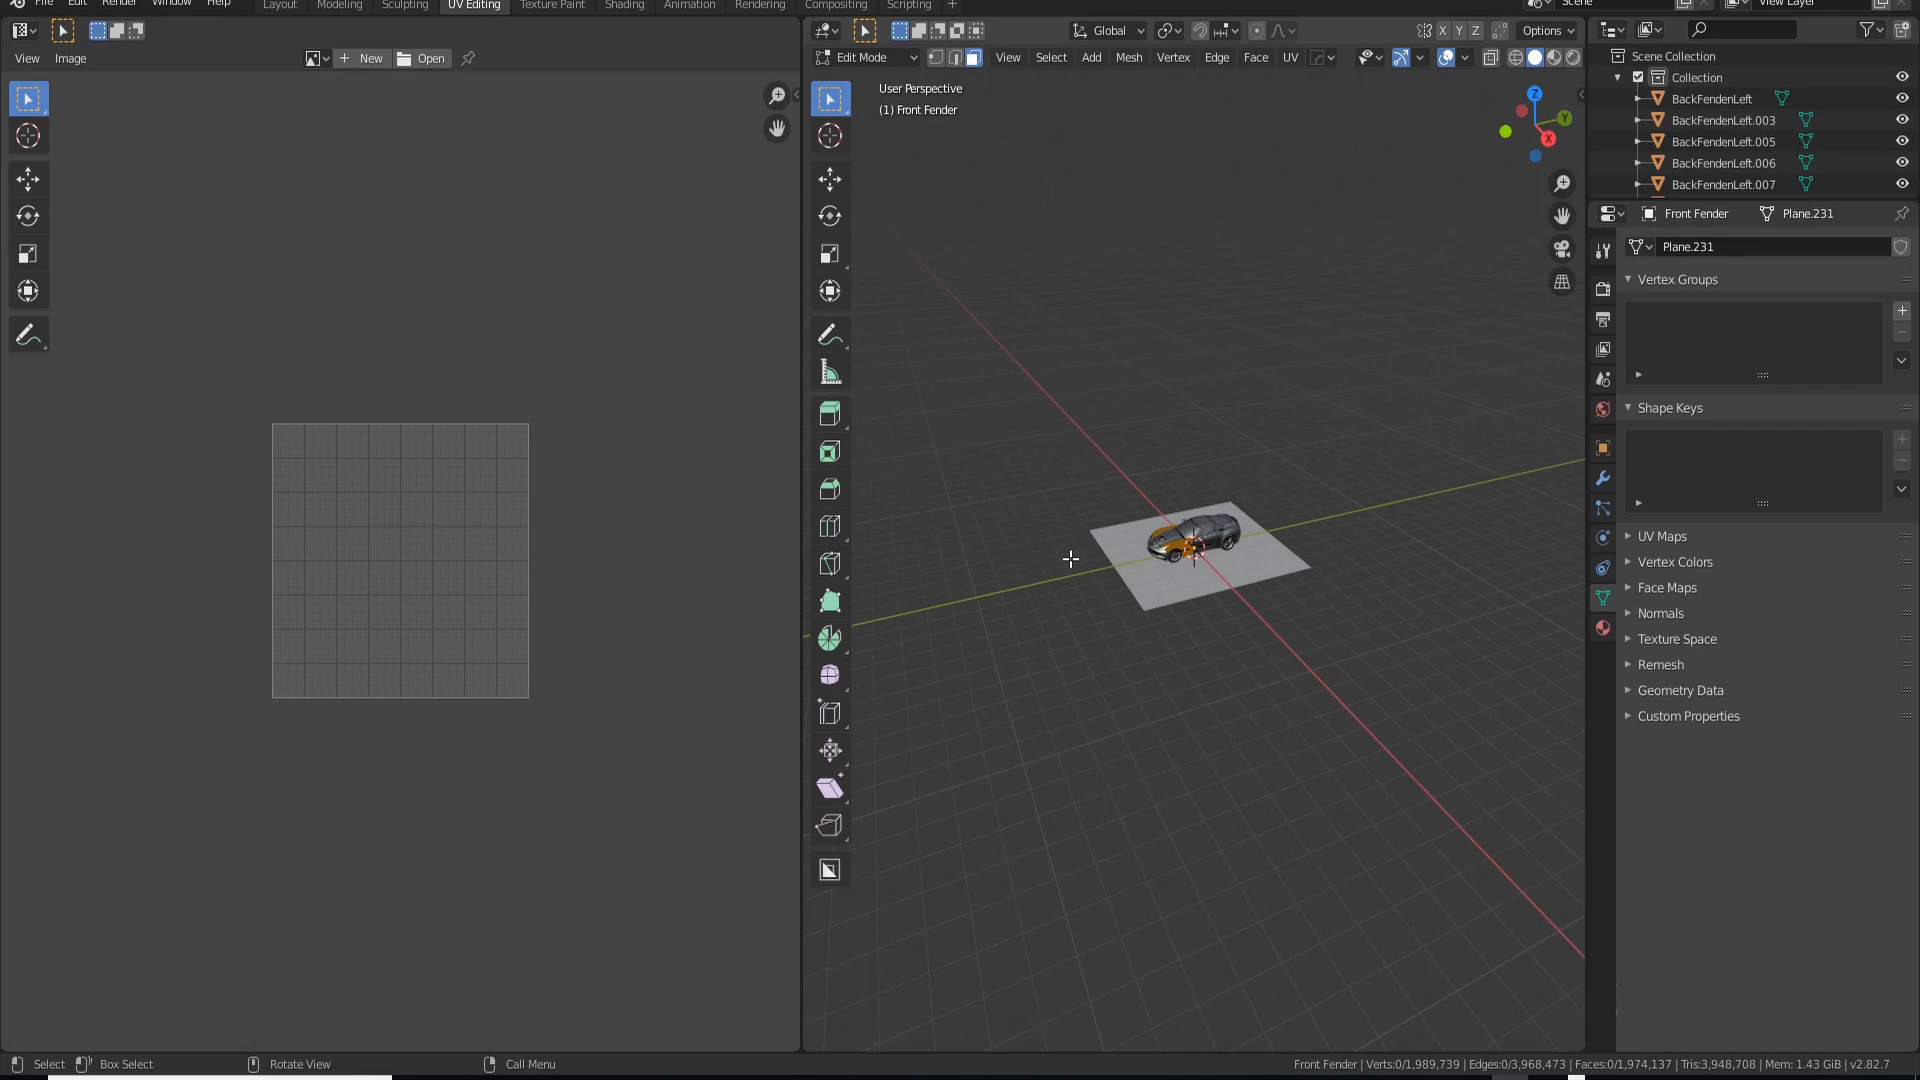 File Edit Render Window Help Layout Modeling Sculpting UV Editing Texture Paint Shading Animation Rendering Compositing Scripting + Scene View Layer
Global X Y Z Options
View Image New Open
Edit Mode View Select Add Mesh Vertex Edge Face UV
User Perspective
(1) Front Fender
Z
Y
X
Scene Collection
Collection
BackFendenLeft
BackFendenLeft.003
BackFendenLeft.005
BackFendenLeft.006
BackFendenLeft.007
Front Fender Plane.231
Plane.231
Vertex Groups
Shape Keys
UV Maps
Vertex Colors
Face Maps
Normals
Texture Space
Remesh
Geometry Data
Custom Properties
Select Box Select Rotate View Call Menu Front Fender | Verts:0/1,989,739 | Edges:0/3,968,473 | Faces:0/1,974,137 | Tris:3,948,708 | Mem: 1.43 GiB | v2.82.7